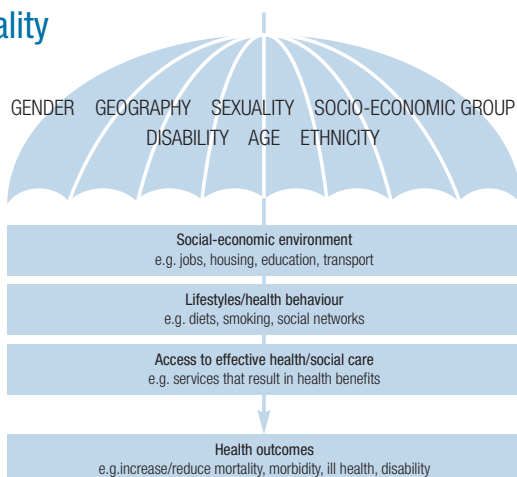 ality
GENDER GEOGRAPHY SEXUALITY SOCIO-ECONOMIC GROUP
DISABILITY AGE ETHNICITY
Social-economic environment
e.g. jobs, housing, education, transport
Lifestyles/health behaviour
e.g. diets, smoking, social networks
Access to effective health/social care
e.g. services that result in health benefits
Health outcomes
e.g.increase/reduce mortality, morbidity, ill health, disability